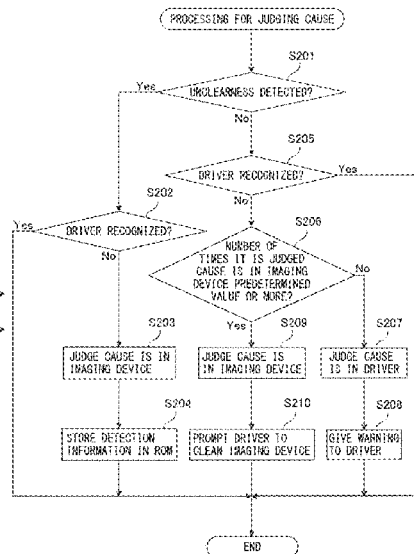 PROCESSING FOR JUDGING CAUSE
S201
UNCLEARNESS DETECTED?
Yes
No
S205
DRIVER RECOGNIZED?
Yes
No
S202
DRIVER RECOGNIZED?
Yes
No
S206
NUMBER OF
TIMES IT IS JUDGED
CAUSE IS IN IMAGING
DEVICE PREDETERMINED
VALUE OR MORE?
No
Yes
S203
JUDGE CAUSE IS IN
IMAGING DEVICE
S209
JUDGE CAUSE IS
IN IMAGING DEVICE
S207
JUDGE CAUSE
IS IN DRIVER
S204
STORE DETECTION
INFORMATION IN ROM
S210
PROMPT DRIVER TO
CLEAN IMAGING DEVICE
S208
GIVE WARNING
TO DRIVER
END